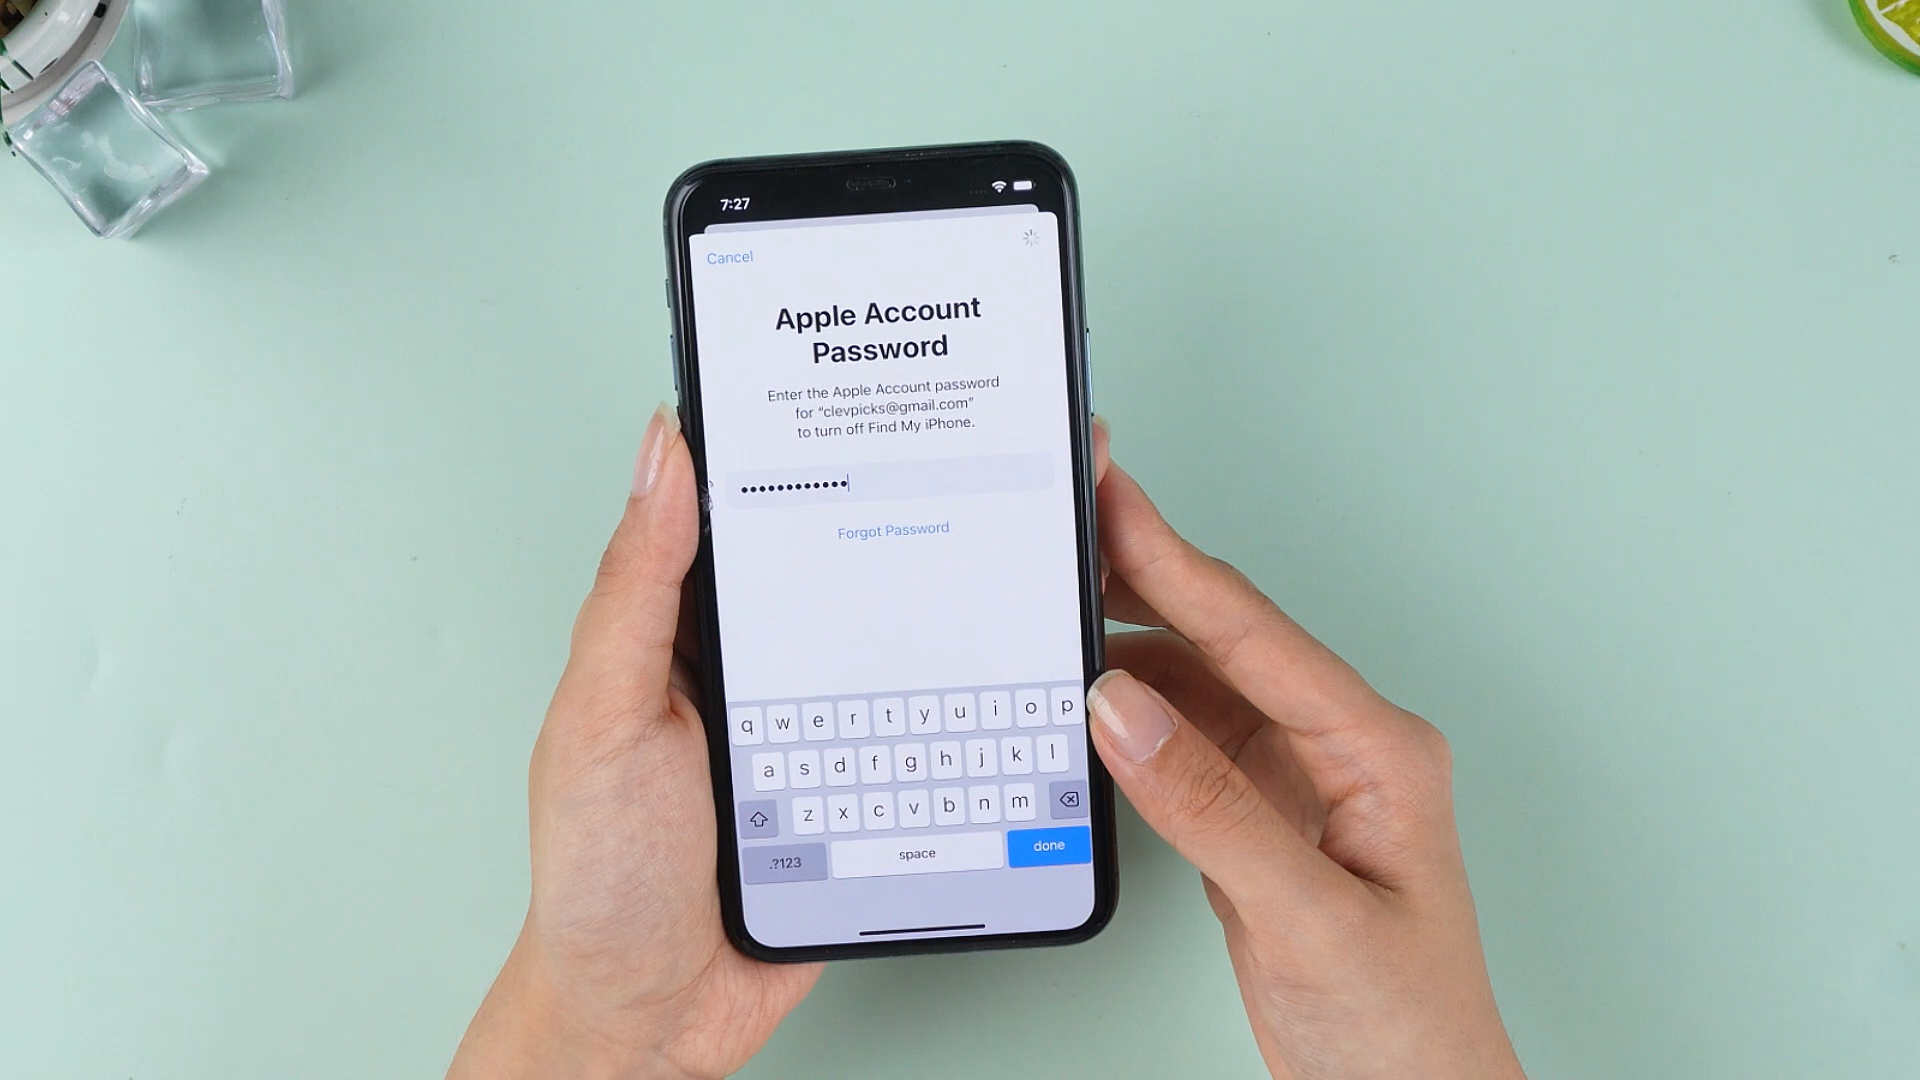 7:27
Cancel
Apple Account
Password
Enter the Apple Account password
for “clevpicks@gmail.com”
to turn off Find My iPhone.
••••••••••••
Forgot Password
q w e r t y u i o p
a s d f g h j k l
z x c v b n m
.?123 space done